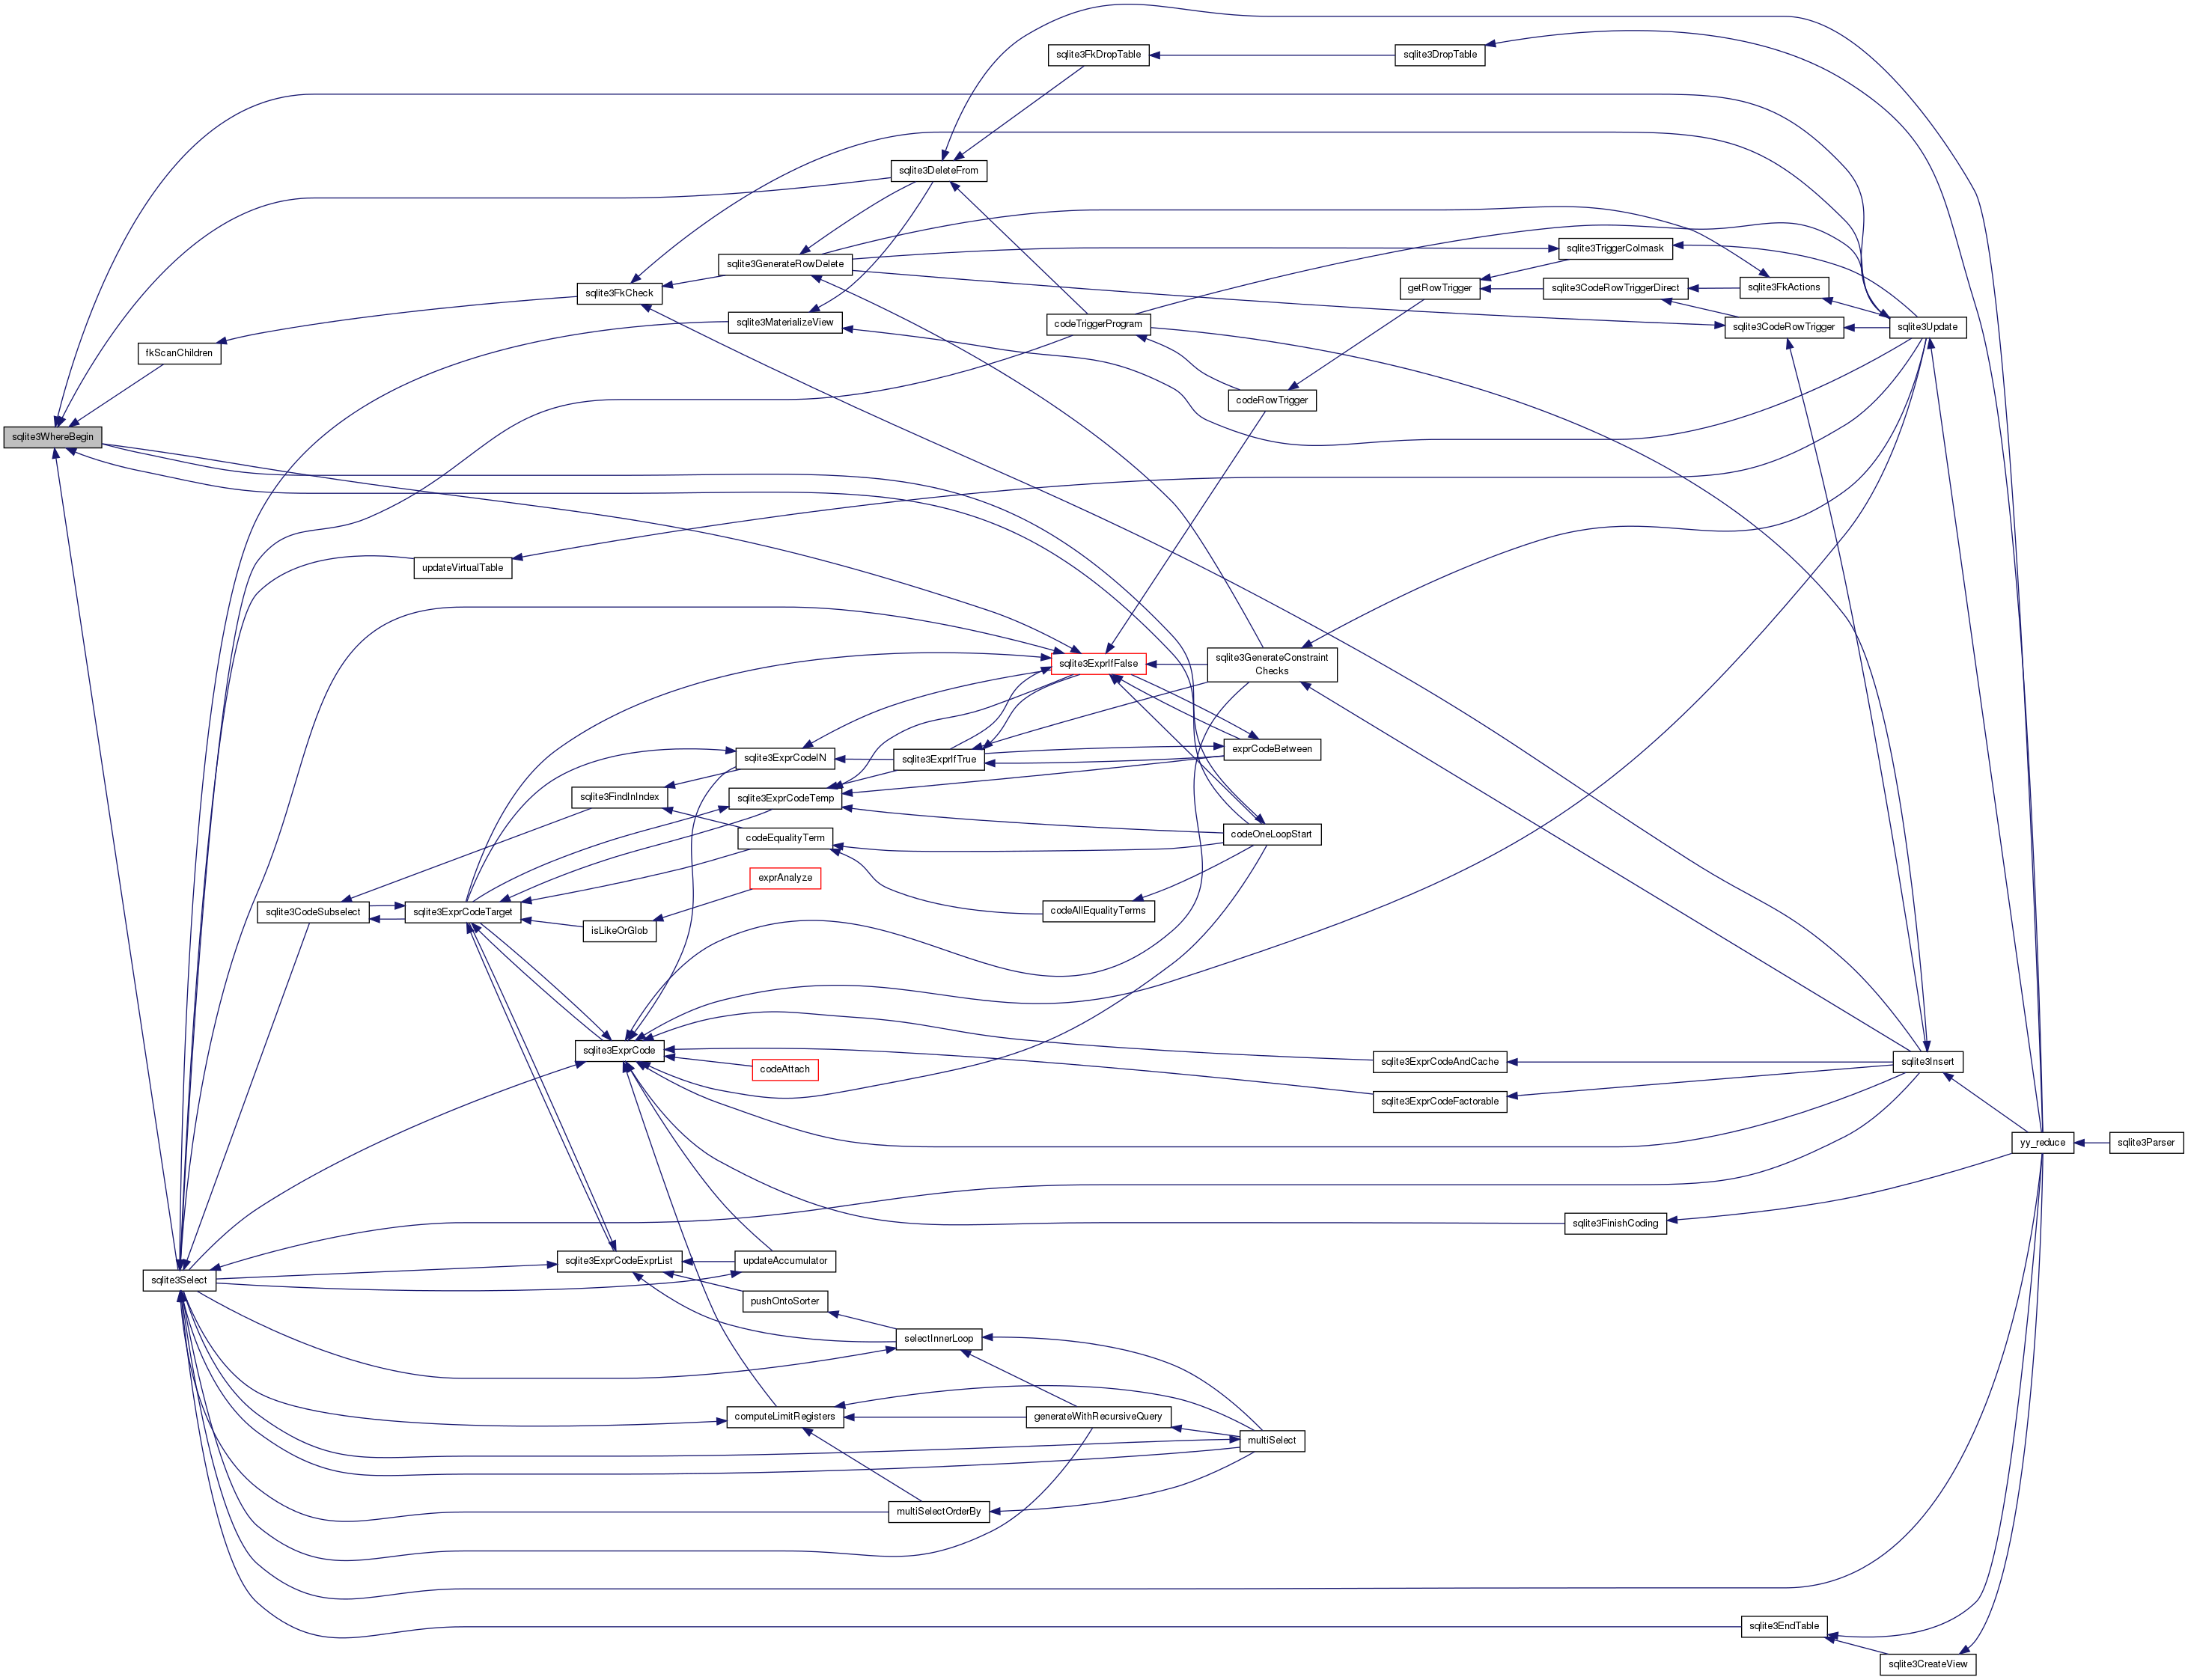 sqlite3FkDropTable
sqlite3DropTable
sqlite3DeleteFrom
sqlite3TriggerColmask
sqlite3GenerateRowDelete
sqlite3FkCheck
getRowTrigger
sqlite3CodeRowTriggerDirect
sqlite3FkActions
sqlite3MaterializeView
codeTriggerProgram
sqlite3CodeRowTrigger
sqlite3Update
fkScanChildren
codeRowTrigger
sqlite3WhereBegin
updateVirtualTable
sqlite3ExprIfFalse
sqlite3GenerateConstraint
Checks
sqlite3ExprCodeIN
sqlite3ExprIfTrue
exprCodeBetween
sqlite3FindInIndex
sqlite3ExprCodeTemp
codeEqualityTerm
codeOneLoopStart
exprAnalyze
sqlite3CodeSubselect
sqlite3ExprCodeTarget
isLikeOrGlob
codeAllEqualityTerms
sqlite3ExprCode
codeAttach
sqlite3ExprCodeAndCache
sqlite3Insert
sqlite3ExprCodeFactorable
yy_reduce
sqlite3Parser
sqlite3FinishCoding
sqlite3ExprCodeExprList
updateAccumulator
sqlite3Select
pushOntoSorter
selectInnerLoop
computeLimitRegisters
generateWithRecursiveQuery
multiSelect
multiSelectOrderBy
sqlite3EndTable
sqlite3CreateView